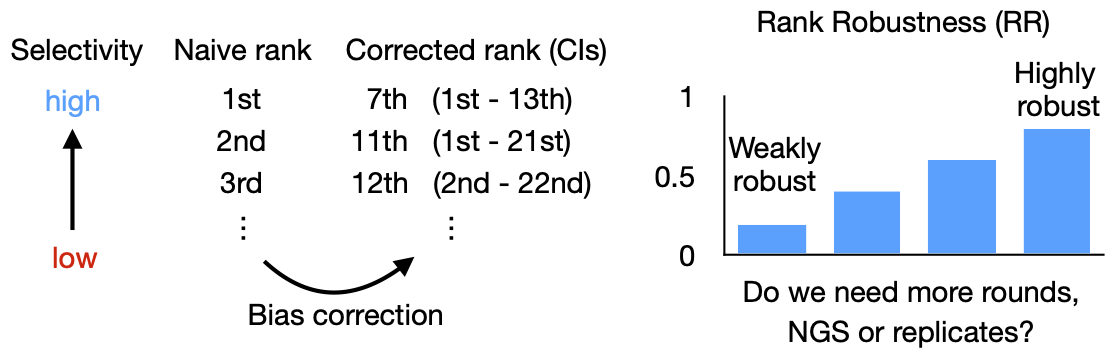 Selectivity
high
low
Naive rank
1st
2nd
3rd
⋮
Corrected rank (CIs)
7th (1st - 13th)
11th (1st - 21st)
12th (2nd - 22nd)
⋮
Bias correction
Rank Robustness (RR)
1
0.5
0
Weakly
robust
Highly
robust
Do we need more rounds,
NGS or replicates?